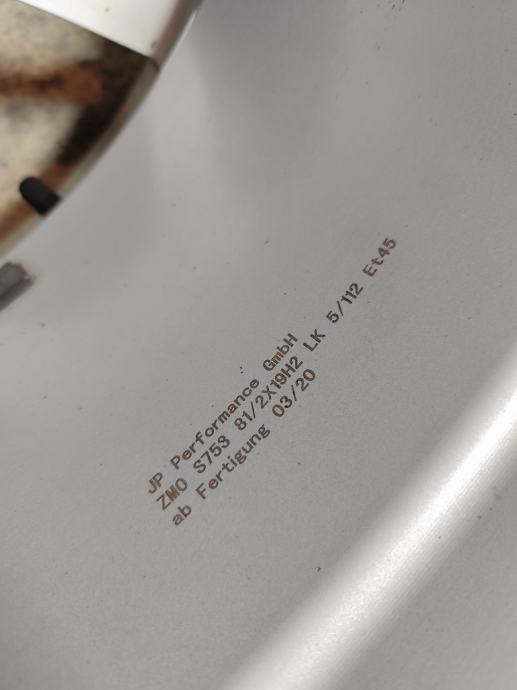 JP Performance GmbH
ZMO S753 81/2X19H2 LK 5/112 Et45
ab Fertigung 03/20